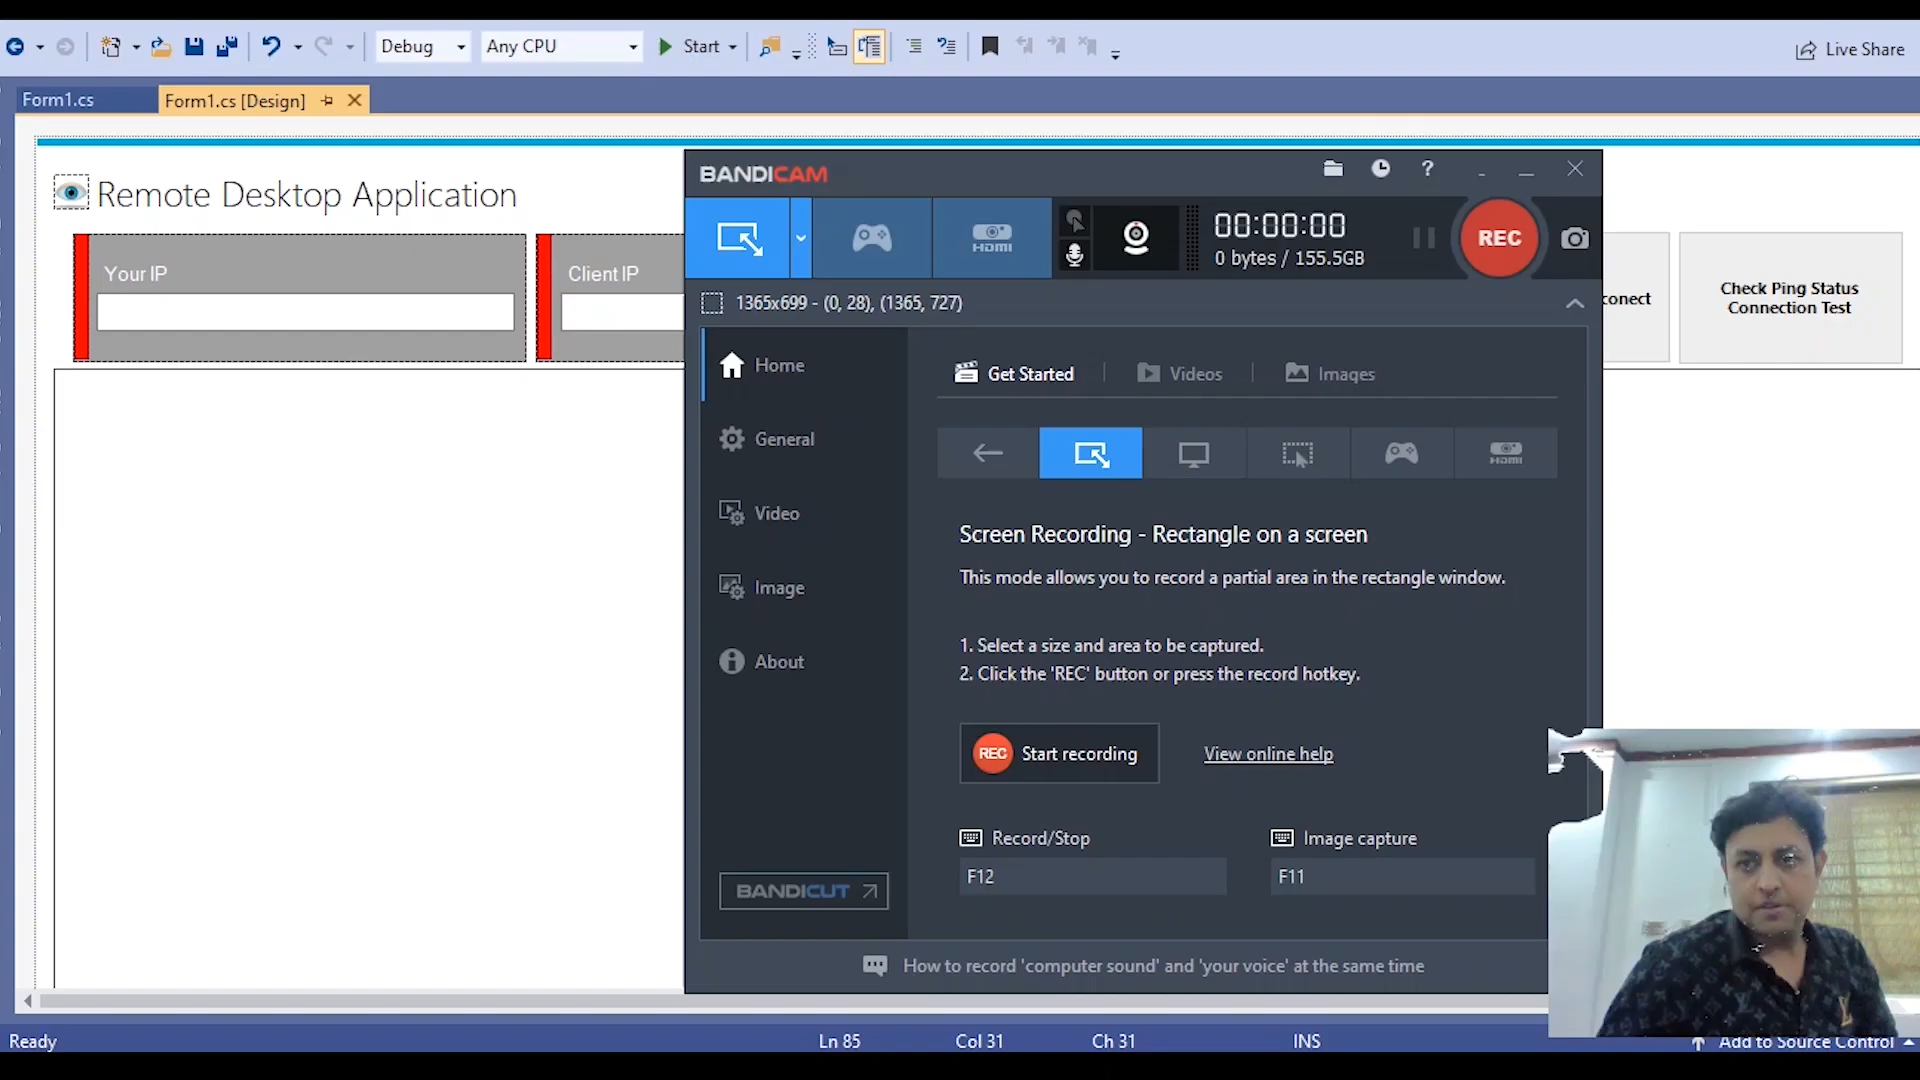 Debug
Any CPU
Start
Live Share
Form1.cs
Form1.cs [Design]
Remote Desktop Application
Your IP
Client IP
conect
Check Ping Status
Connection Test
BANDICAM
?
HDMI
00:00:00
0 bytes / 155.5GB
REC
1365x699 - (0, 28), (1365, 727)
Home
General
Video
Image
About
BANDICUT
Get Started
Videos
Images
HDMI
Screen Recording - Rectangle on a screen
This mode allows you to record a partial area in the rectangle window.
1. Select a size and area to be captured.
2. Click the 'REC' button or press the record hotkey.
REC Start recording
View online help
Record/Stop
F12
Image capture
F11
How to record 'computer sound' and 'your voice' at the same time
Ready
Ln 85
Col 31
Ch 31
INS
Add to Source Control